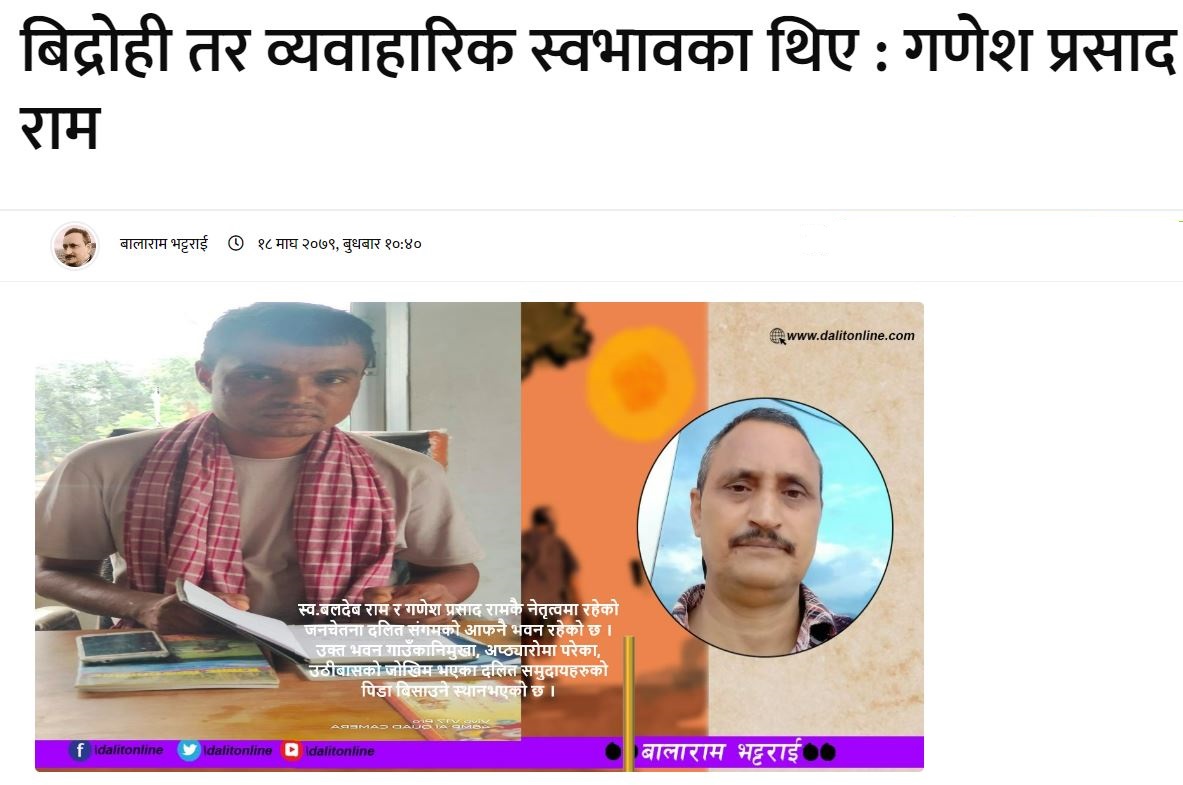 बिद्रोही तर व्यवाहारिक स्वभावका थिए : गणेश प्रसाद
राम
बालाराम भट्टराई १८ माघ २०७९, बुधबार १०:४०
www.dalitonline.com
स्व.बलदेब राम र गणेश प्रसाद रामकै नेतृत्वमा रहेको
जनचेतना दलित संगमको आफनै भवन रहेको छ ।
उक्त भवन गाउँकानिमुखा, अप्ठ्यारोमा परेका,
उठीबासको जोखिम भएका दलित समुदायहरुको
पिडा बिसाउने स्थानभएको छ ।
\dalitonline \dalitonline \dalitonline
बालाराम भट्टराई